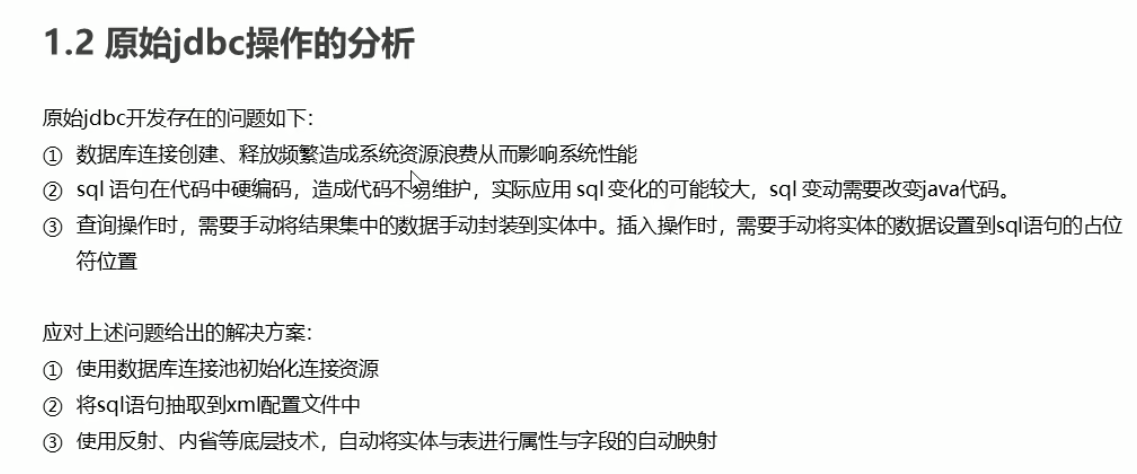 1.2 原始jdbc操作的分析
原始jdbc开发存在的问题如下：
① 数据库连接创建、释放频繁造成系统资源浪费从而影响系统性能
② sql 语句在代码中硬编码，造成代码不易维护，实际应用 sql 变化的可能较大，sql 变动需要改变java代码。
③ 查询操作时，需要手动将结果集中的数据手动封装到实体中。插入操作时，需要手动将实体的数据设置到sql语句的占位
符位置
应对上述问题给出的解决方案：
① 使用数据库连接池初始化连接资源
② 将sql语句抽取到xml配置文件中
③ 使用反射、内省等底层技术，自动将实体与表进行属性与字段的自动映射